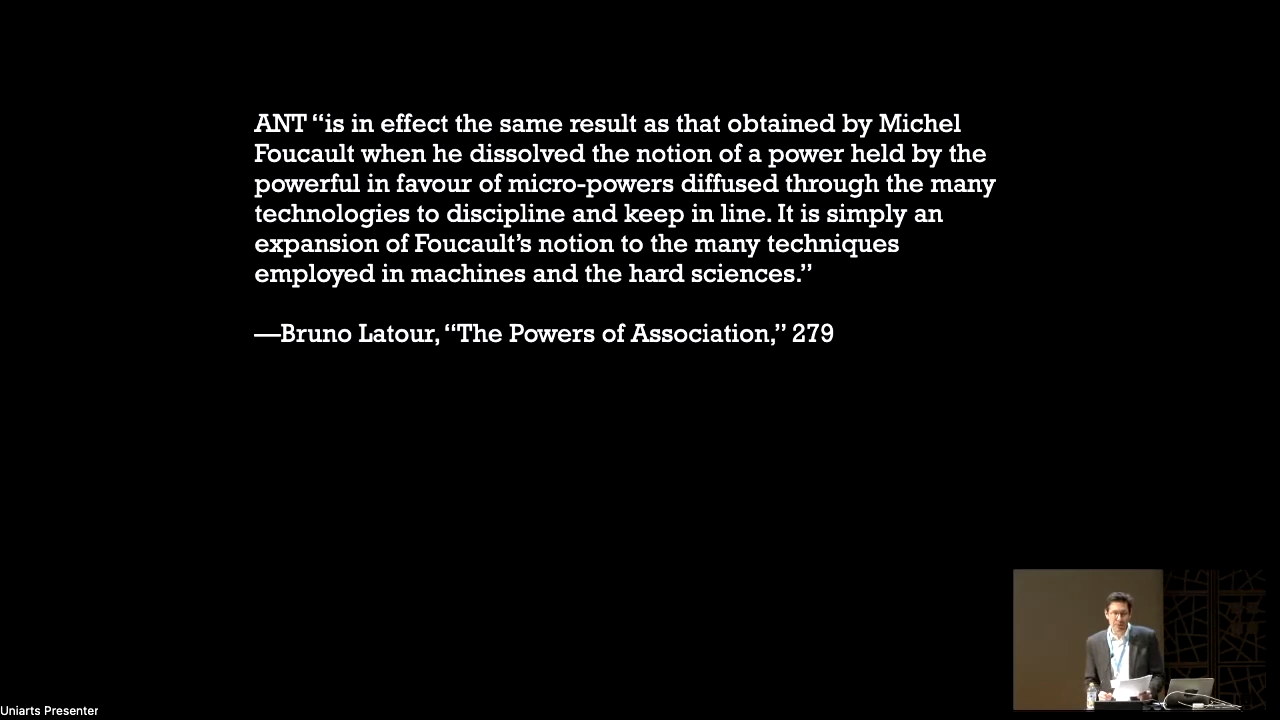 ANT “is in effect the same result as that obtained by Michel
Foucault when he dissolved the notion of a power held by the
powerful in favour of micro-powers diffused through the many
technologies to discipline and keep in line. It is simply an
expansion of Foucault’s notion to the many techniques
employed in machines and the hard sciences.”
—Bruno Latour, “The Powers of Association,” 279
Uniarts Presenter